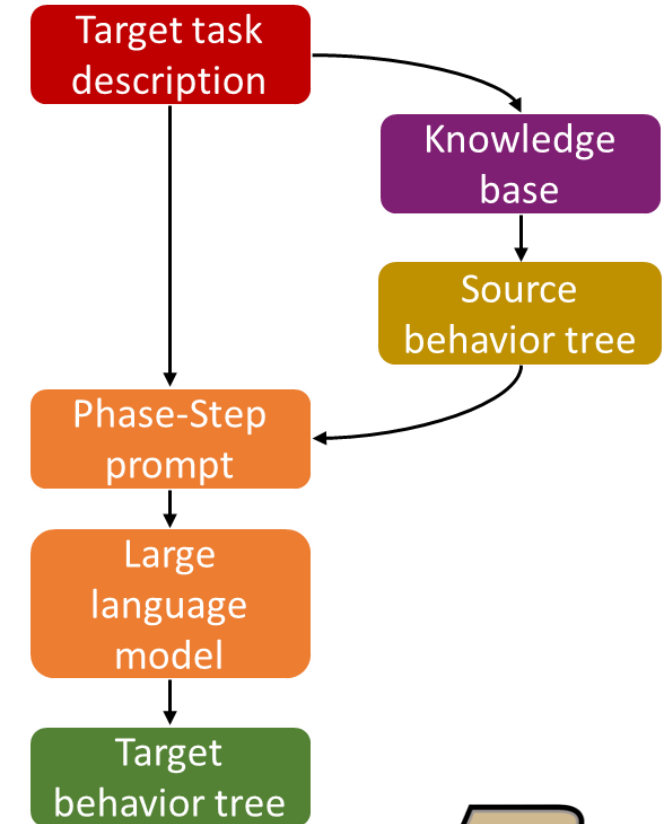 Target task
description
Knowledge
base
Source
behavior tree
Phase-Step
prompt
Large
language
model
Target
behavior tree